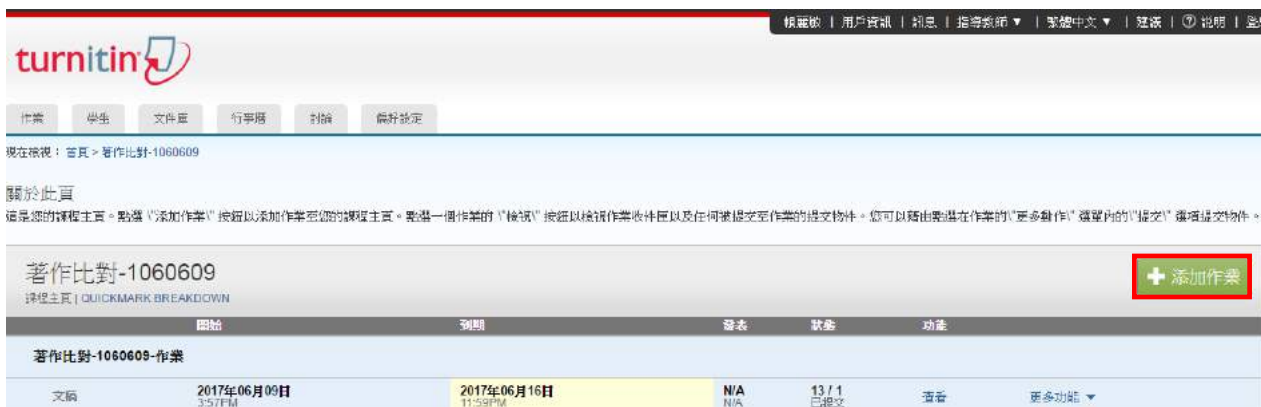 賴麗敏 | 用戶資訊 | 訊息 | 指導教師 ▼ | 繁體中文 ▼ | 建議 | ? 說明 |
turnitin
作業 學生 文件庫 行事曆 討論 偏好設定
現在檢視：首頁 > 著作比對-1060609
關於此頁
這是您的課程主頁。點選 \"添加作業\" 按鈕以添加作業至您的課程主頁。點選一個作業的 \"檢視\" 按鈕以檢視作業收件匣以及任何被提交至作業的提交物件。您可以藉由點選在作業的\"更多動作\" 選單內的\"提交\" 選項提交物件。
著作比對-1060609
添加作業
課程主頁 | QUICKMARK BREAKDOWN
開始 到期 發表 狀態 功能
著作比對-1060609-作業
文稿 2017年06月09日 2017年06月16日 N/A 13 / 1 查看 更多功能 ▼
3:57PM 11:59PM N/A 已提交